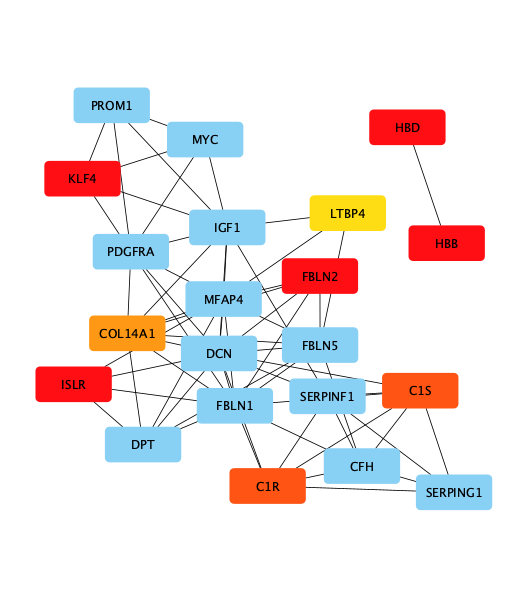 PROM1
HBD
MYC
KLF4
LTBP4
IGF1
HBB
PDGFRA
FBLN2
MFAP4
COL14A1
FBLN5
DCN
ISLR
C1S
SERPINF1
FBLN1
DPT
CFH
C1R
SERPING1